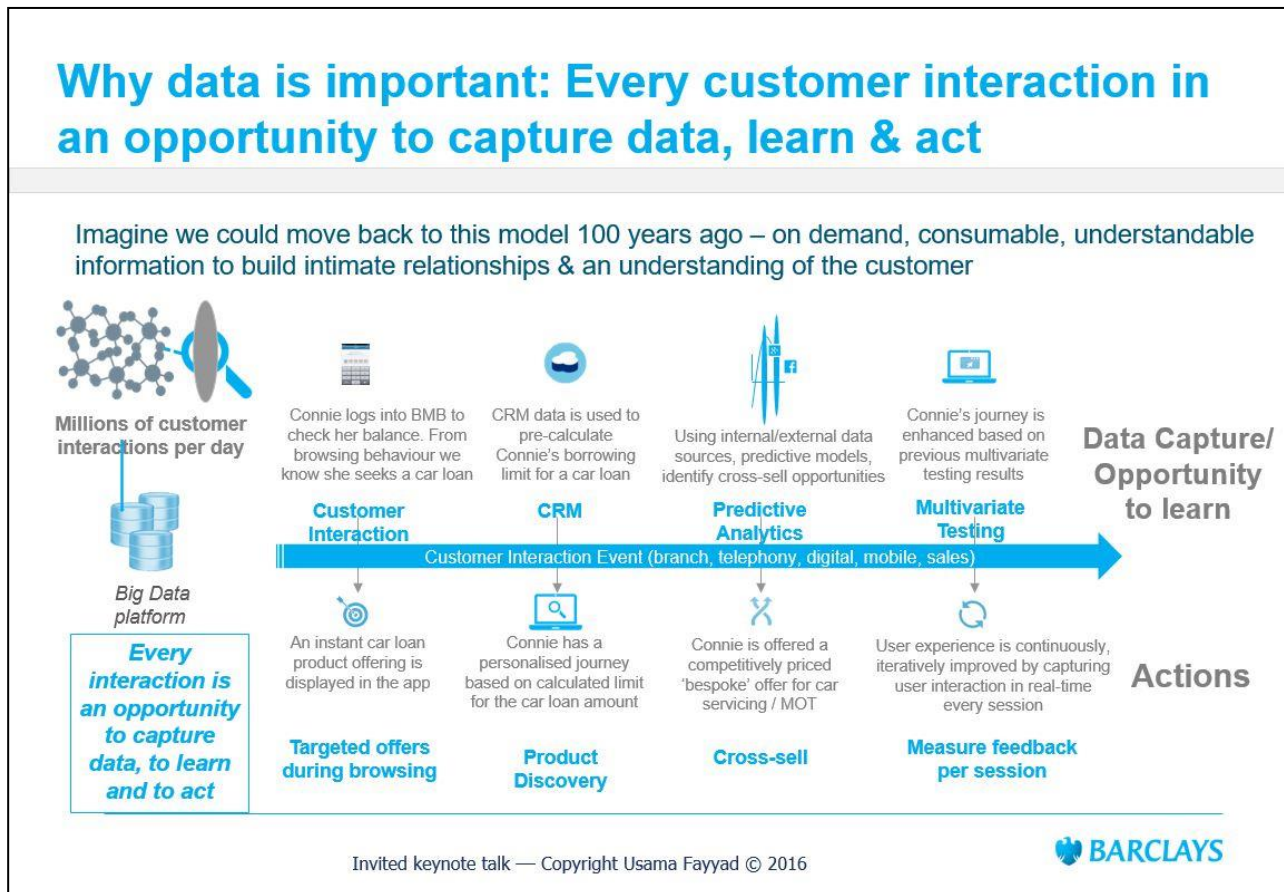 Why data is important: Every customer interaction in
an opportunity to capture data, learn & act
Imagine we could move back to this model 100 years ago – on demand, consumable, understandable
information to build intimate relationships & an understanding of the customer
Millions of customer
interactions per day
Big Data
platform
Every
interaction is
an opportunity
to capture
data, to learn
and to act
Connie logs into BMB to
check her balance. From
browsing behaviour we
know she seeks a car loan
Customer
Interaction
CRM data is used to
pre-calculate
Connie's borrowing
limit for a car loan
CRM
Using internal/external data
sources, predictive models,
identify cross-sell opportunities
Predictive
Analytics
Connie's journey is
enhanced based on
previous multivariate
testing results
Multivariate
Testing
Data Capture/
Opportunity
to learn
Customer Interaction Event (branch, telephony, digital, mobile, sales)
An instant car loan
product offering is
displayed in the app
Targeted offers
during browsing
Connie has a
personalised journey
based on calculated limit
for the car loan amount
Product
Discovery
Connie is offered a
competitively priced
'bespoke' offer for car
servicing / MOT
Cross-sell
User experience is continuously,
iteratively improved by capturing
user interaction in real-time
every session
Measure feedback
per session
Actions
Invited keynote talk — Copyright Usama Fayyad © 2016
BARCLAYS